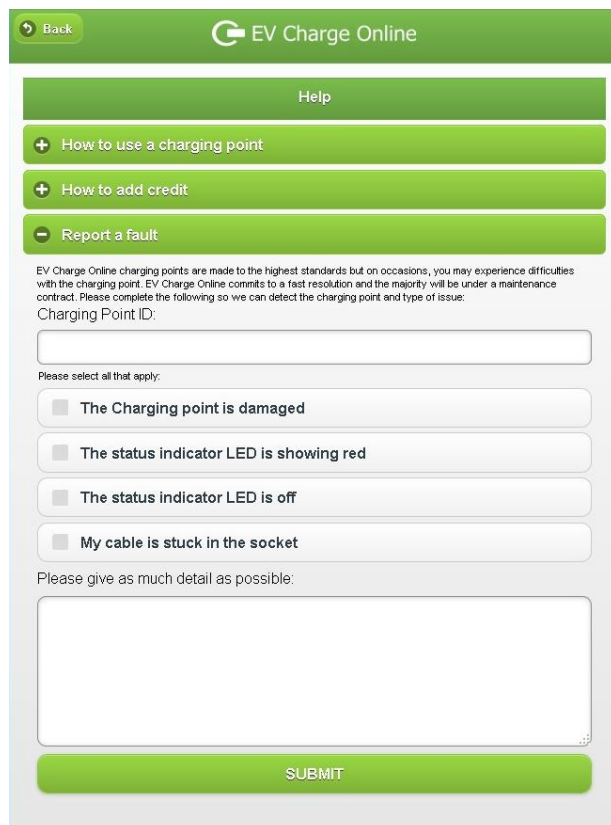 Back
EV Charge Online
Help
How to use a charging point
How to add credit
Report a fault
EV Charge Online charging points are made to the highest standards but on occasions, you may experience difficulties
with the charging point. EV Charge Online commits to a fast resolution and the majority will be under a maintenance
contract. Please complete the following so we can detect the charging point and type of issue:
Charging Point ID:
Please select all that apply:
The Charging point is damaged
The status indicator LED is showing red
The status indicator LED is off
My cable is stuck in the socket
Please give as much detail as possible:
SUBMIT